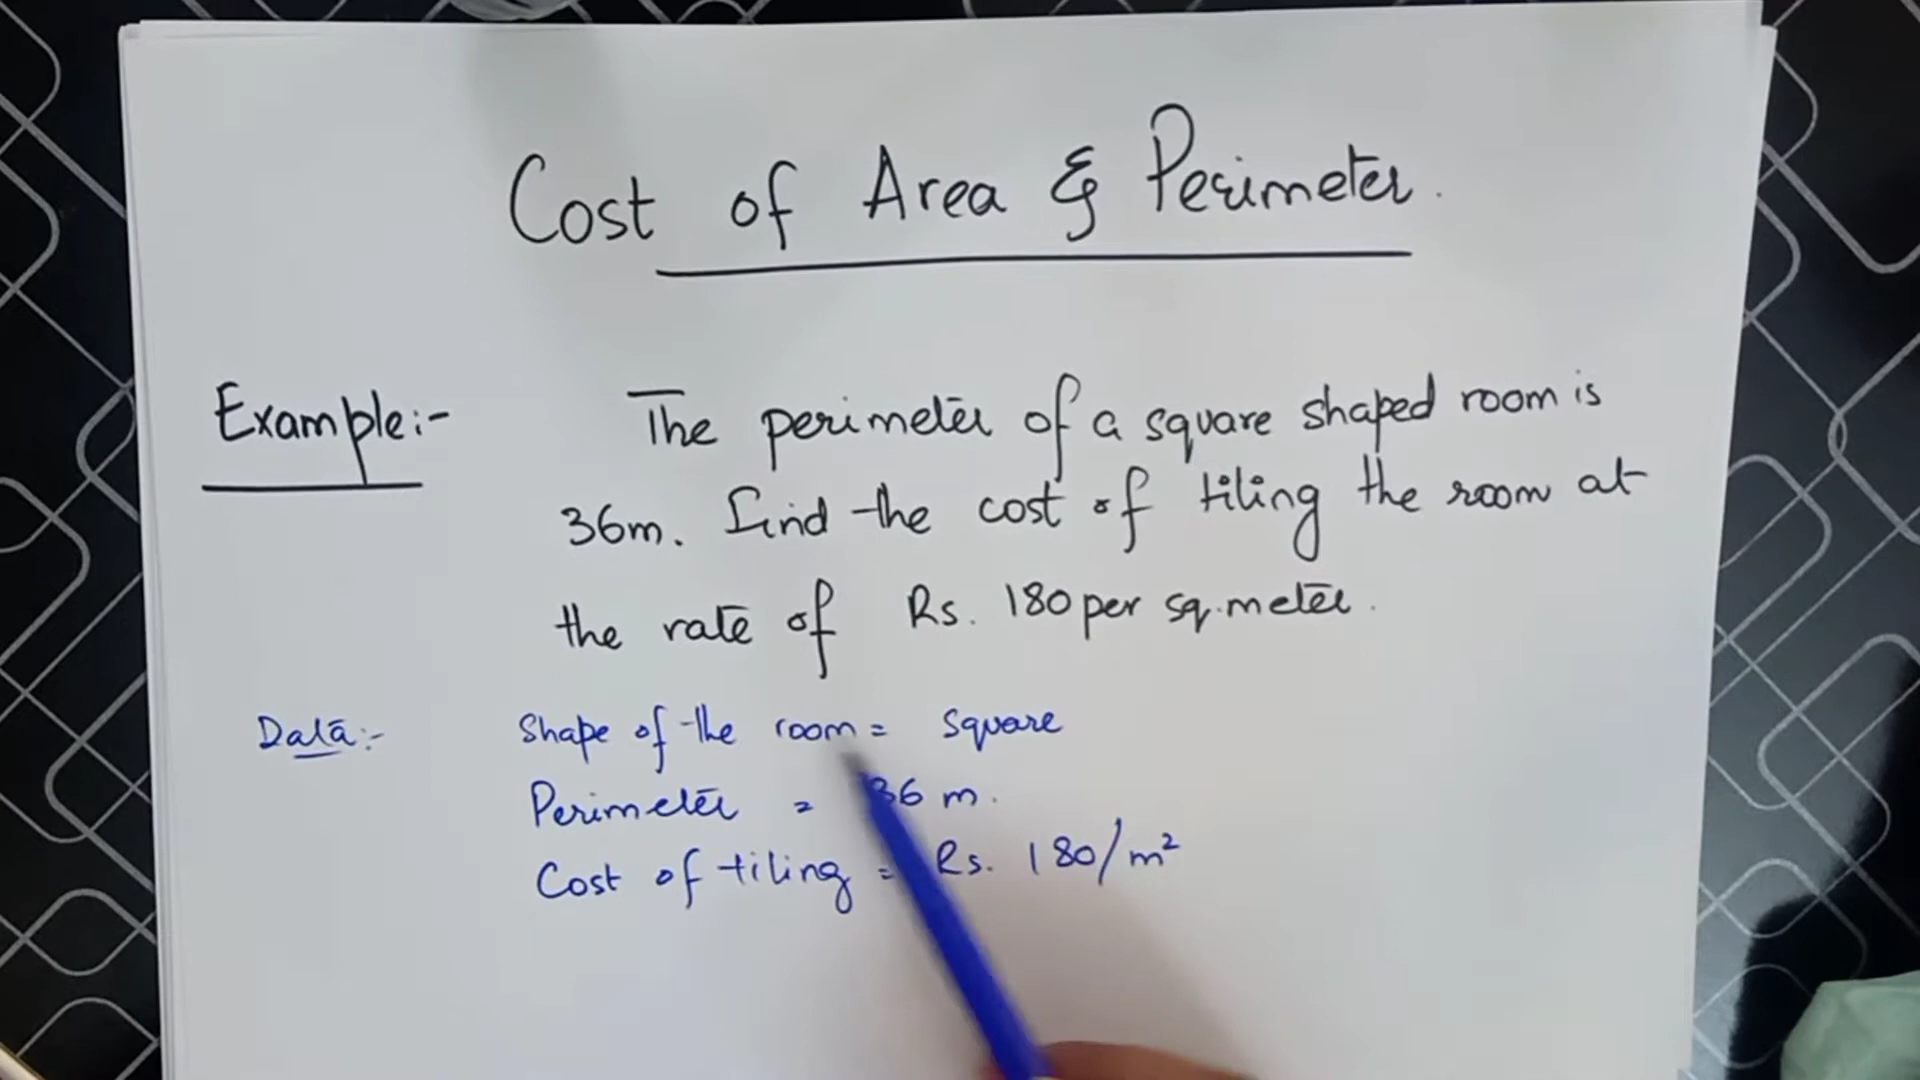 Cost of Area & Perimeter.
Example:- The perimeter of a square shaped room is
36m. Find the cost of tiling the room at
the rate of Rs. 180 per sq.meter.
Data:- Shape of the room = square
Perimeter = 36 m.
Cost of tiling = Rs. 180/m²